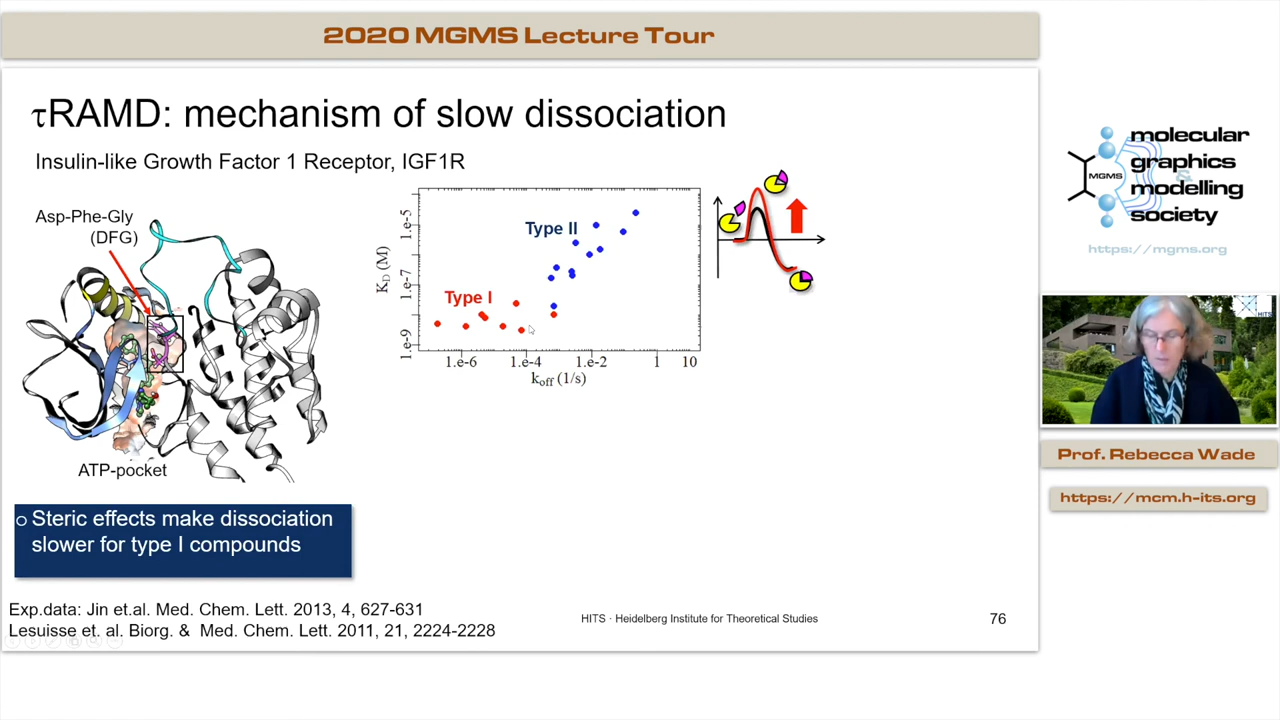 2020 MGMS Lecture Tour
τRAMD: mechanism of slow dissociation
Insulin-like Growth Factor 1 Receptor, IGF1R
Asp-Phe-Gly
(DFG)
ATP-pocket
K_D (M)
1.e-5
1.e-7
1.e-9
Type II
Type I
1.e-6
1.e-4
1.e-2
1
10
k_off (1/s)
○ Steric effects make dissociation
slower for type I compounds
Exp.data: Jin et.al. Med. Chem. Lett. 2013, 4, 627-631
Lesuisse et. al. Biorg. & Med. Chem. Lett. 2011, 21, 2224-2228
HITS · Heidelberg Institute for Theoretical Studies
76
MGMS
molecular
graphics
&
modelling
society
https://mgms.org
HITS
Prof. Rebecca Wade
https://mcm.h-its.org